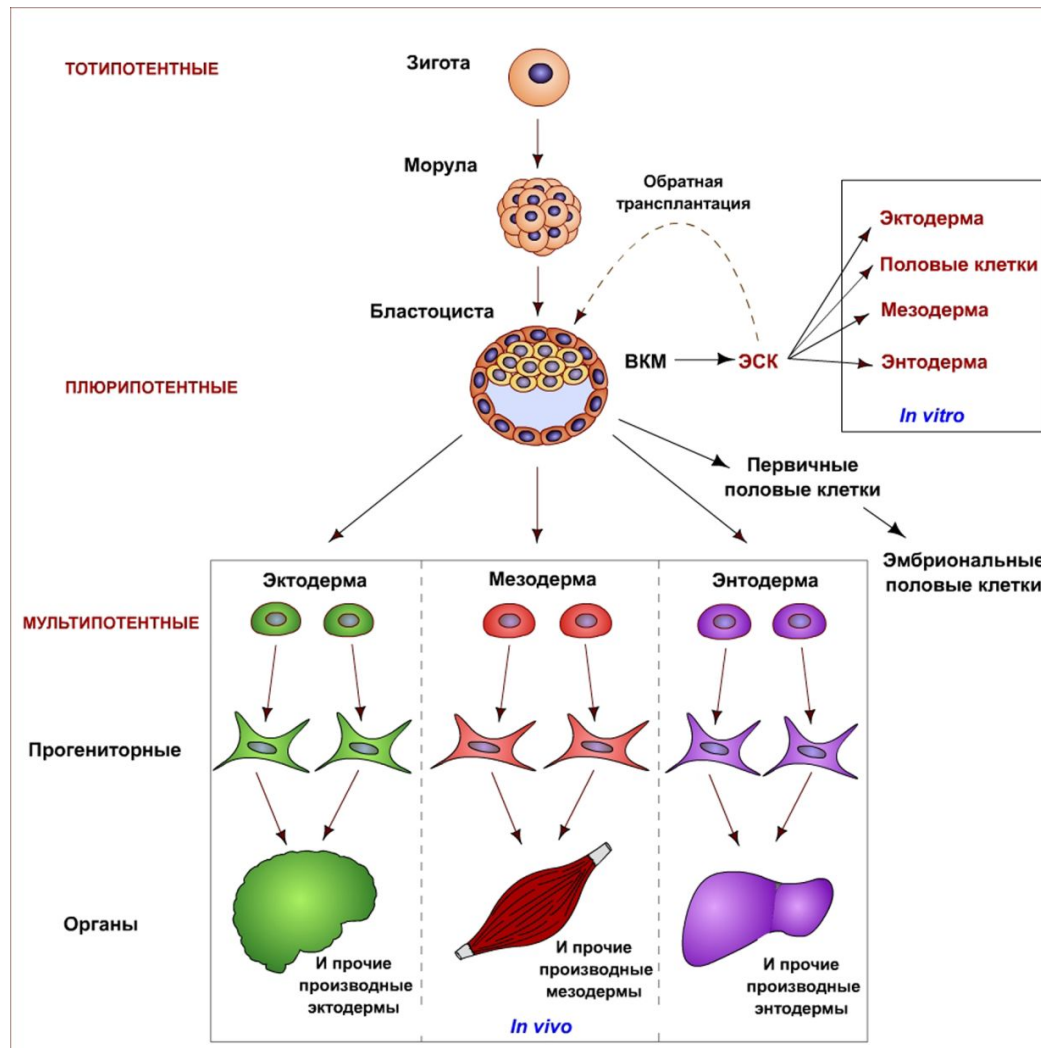 ТОТИПОТЕНТНЫЕ
Зигота
Морула
Обратная
трансплантация
Эктодерма
Половые клетки
Мезодерма
Энтодерма
In vitro
Бластоциста
ВКМ
ЭСК
ПЛЮРИПОТЕНТНЫЕ
Первичные
половые клетки
Эмбриональные
половые клетки
Эктодерма
Мезодерма
Энтодерма
МУЛЬТИПОТЕНТНЫЕ
Прогениторные
Органы
И прочие
производные
эктодермы
И прочие
производные
мезодермы
И прочие
производные
энтодермы
In vivo